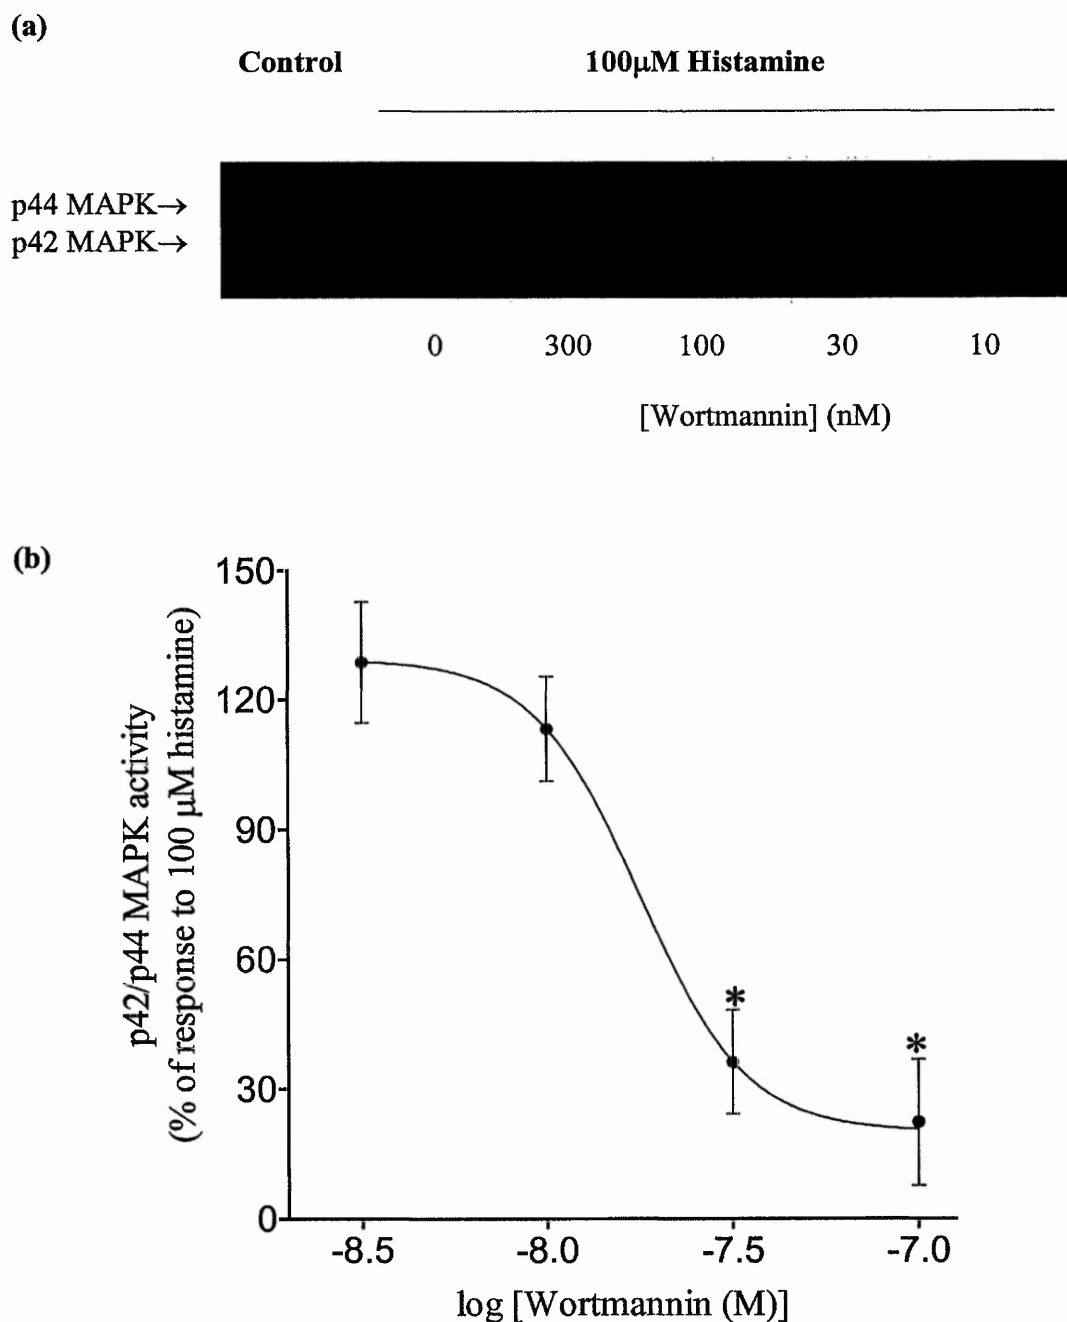 (a)
Control 100μM Histamine
p44 MAPK→
p42 MAPK→
0 300 100 30 10
[Wortmannin] (nM)
(b)
p42/p44 MAPK activity
(% of response to 100 μM histamine)
150
120
90
60
30
0
*
*
-8.5 -8.0 -7.5 -7.0
log [Wortmannin (M)]